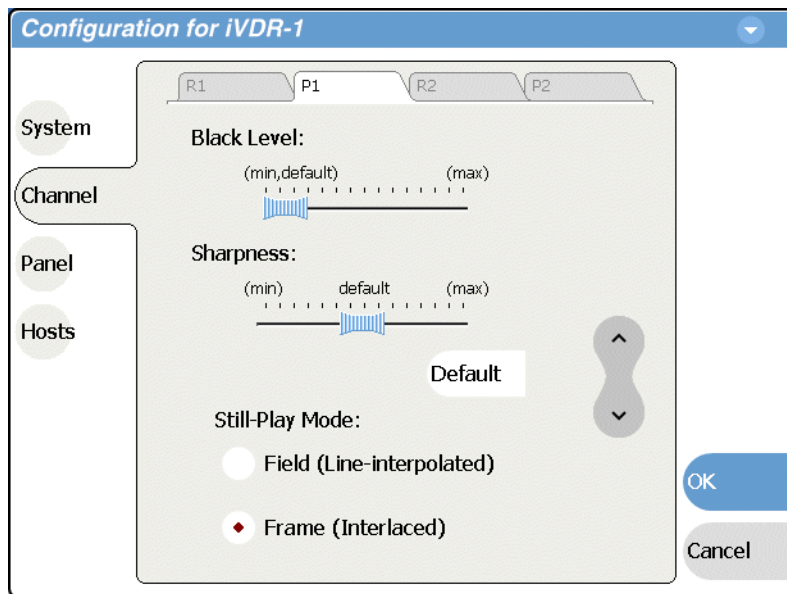 Configuration for iVDR-1
R1 P1 R2 P2
System
Channel
Panel
Hosts
Black Level:
(min,default) (max)
Sharpness:
(min) default (max)
Default
Still-Play Mode:
Field (Line-interpolated)
Frame (Interlaced)
OK
Cancel